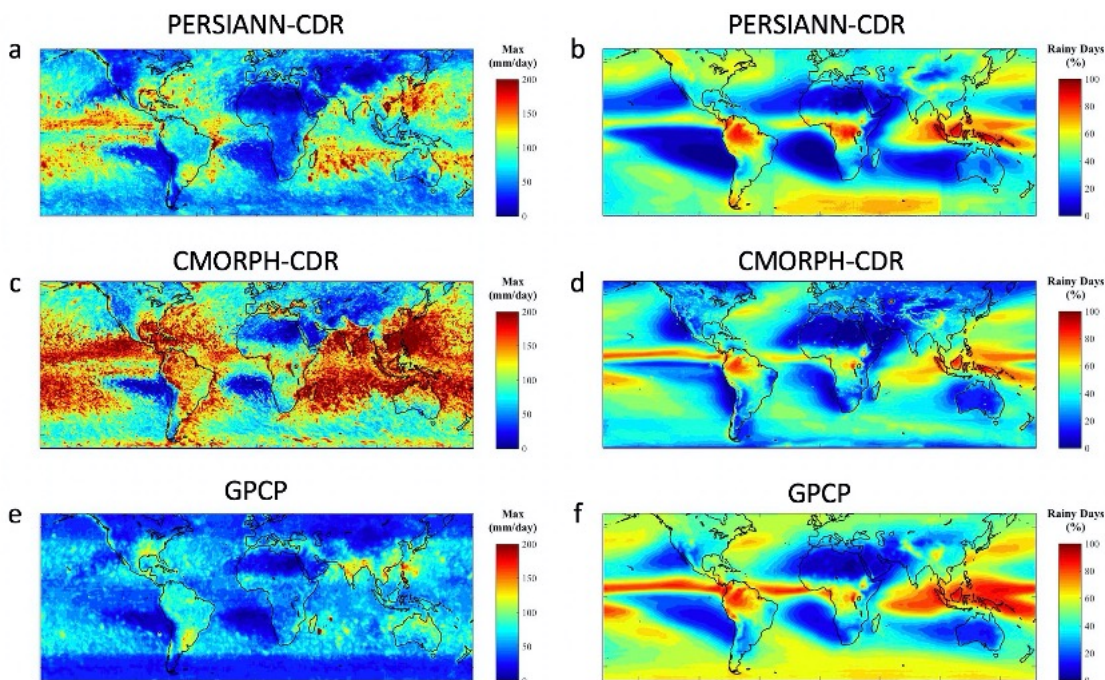 PERSIANN-CDR
a
Max
(mm/day)
200
150
100
50
0
PERSIANN-CDR
b
Rainy Days
(%)
100
80
60
40
20
0
CMORPH-CDR
c
Max
(mm/day)
200
150
100
50
0
CMORPH-CDR
d
Rainy Days
(%)
100
80
60
40
20
0
GPCP
e
Max
(mm/day)
200
150
100
50
0
GPCP
f
Rainy Days
(%)
100
80
60
40
20
0